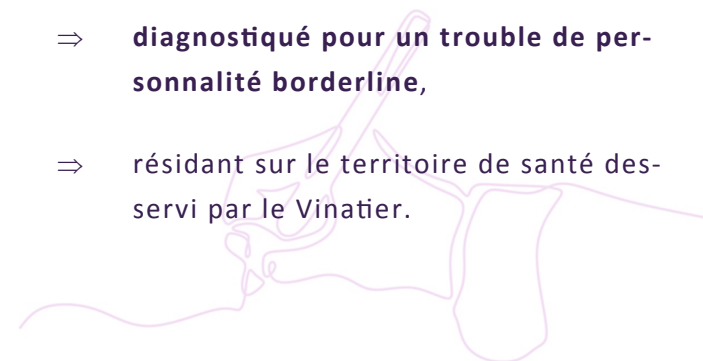 ⇒ diagnostiqué pour un trouble de per-
sonnalité borderline,
⇒ résidant sur le territoire de santé des-
servi par le Vinatier.